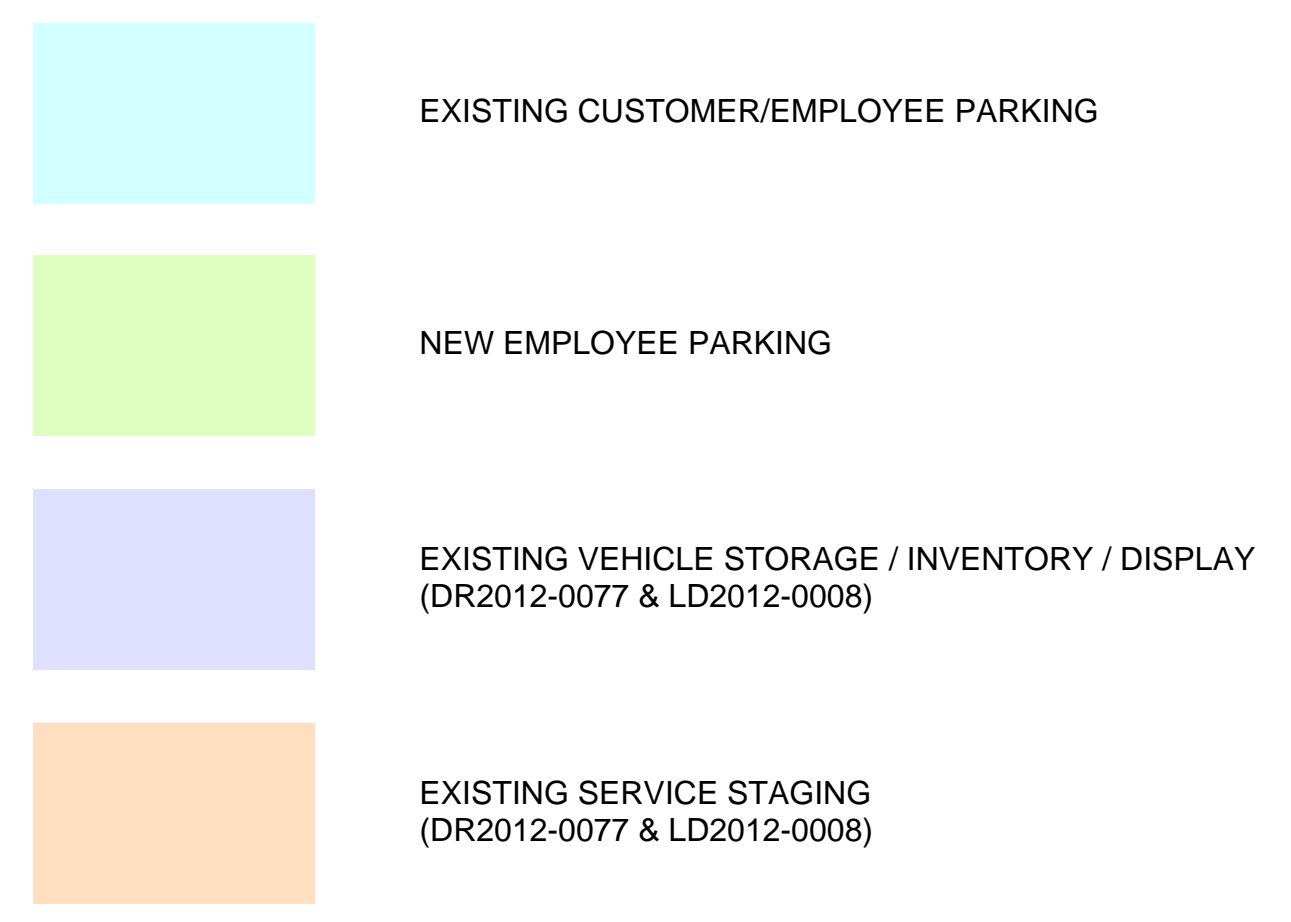 EXISTING CUSTOMER/EMPLOYEE PARKING
NEW EMPLOYEE PARKING
EXISTING VEHICLE STORAGE / INVENTORY / DISPLAY
(DR2012-0077 & LD2012-0008)
EXISTING SERVICE STAGING
(DR2012-0077 & LD2012-0008)